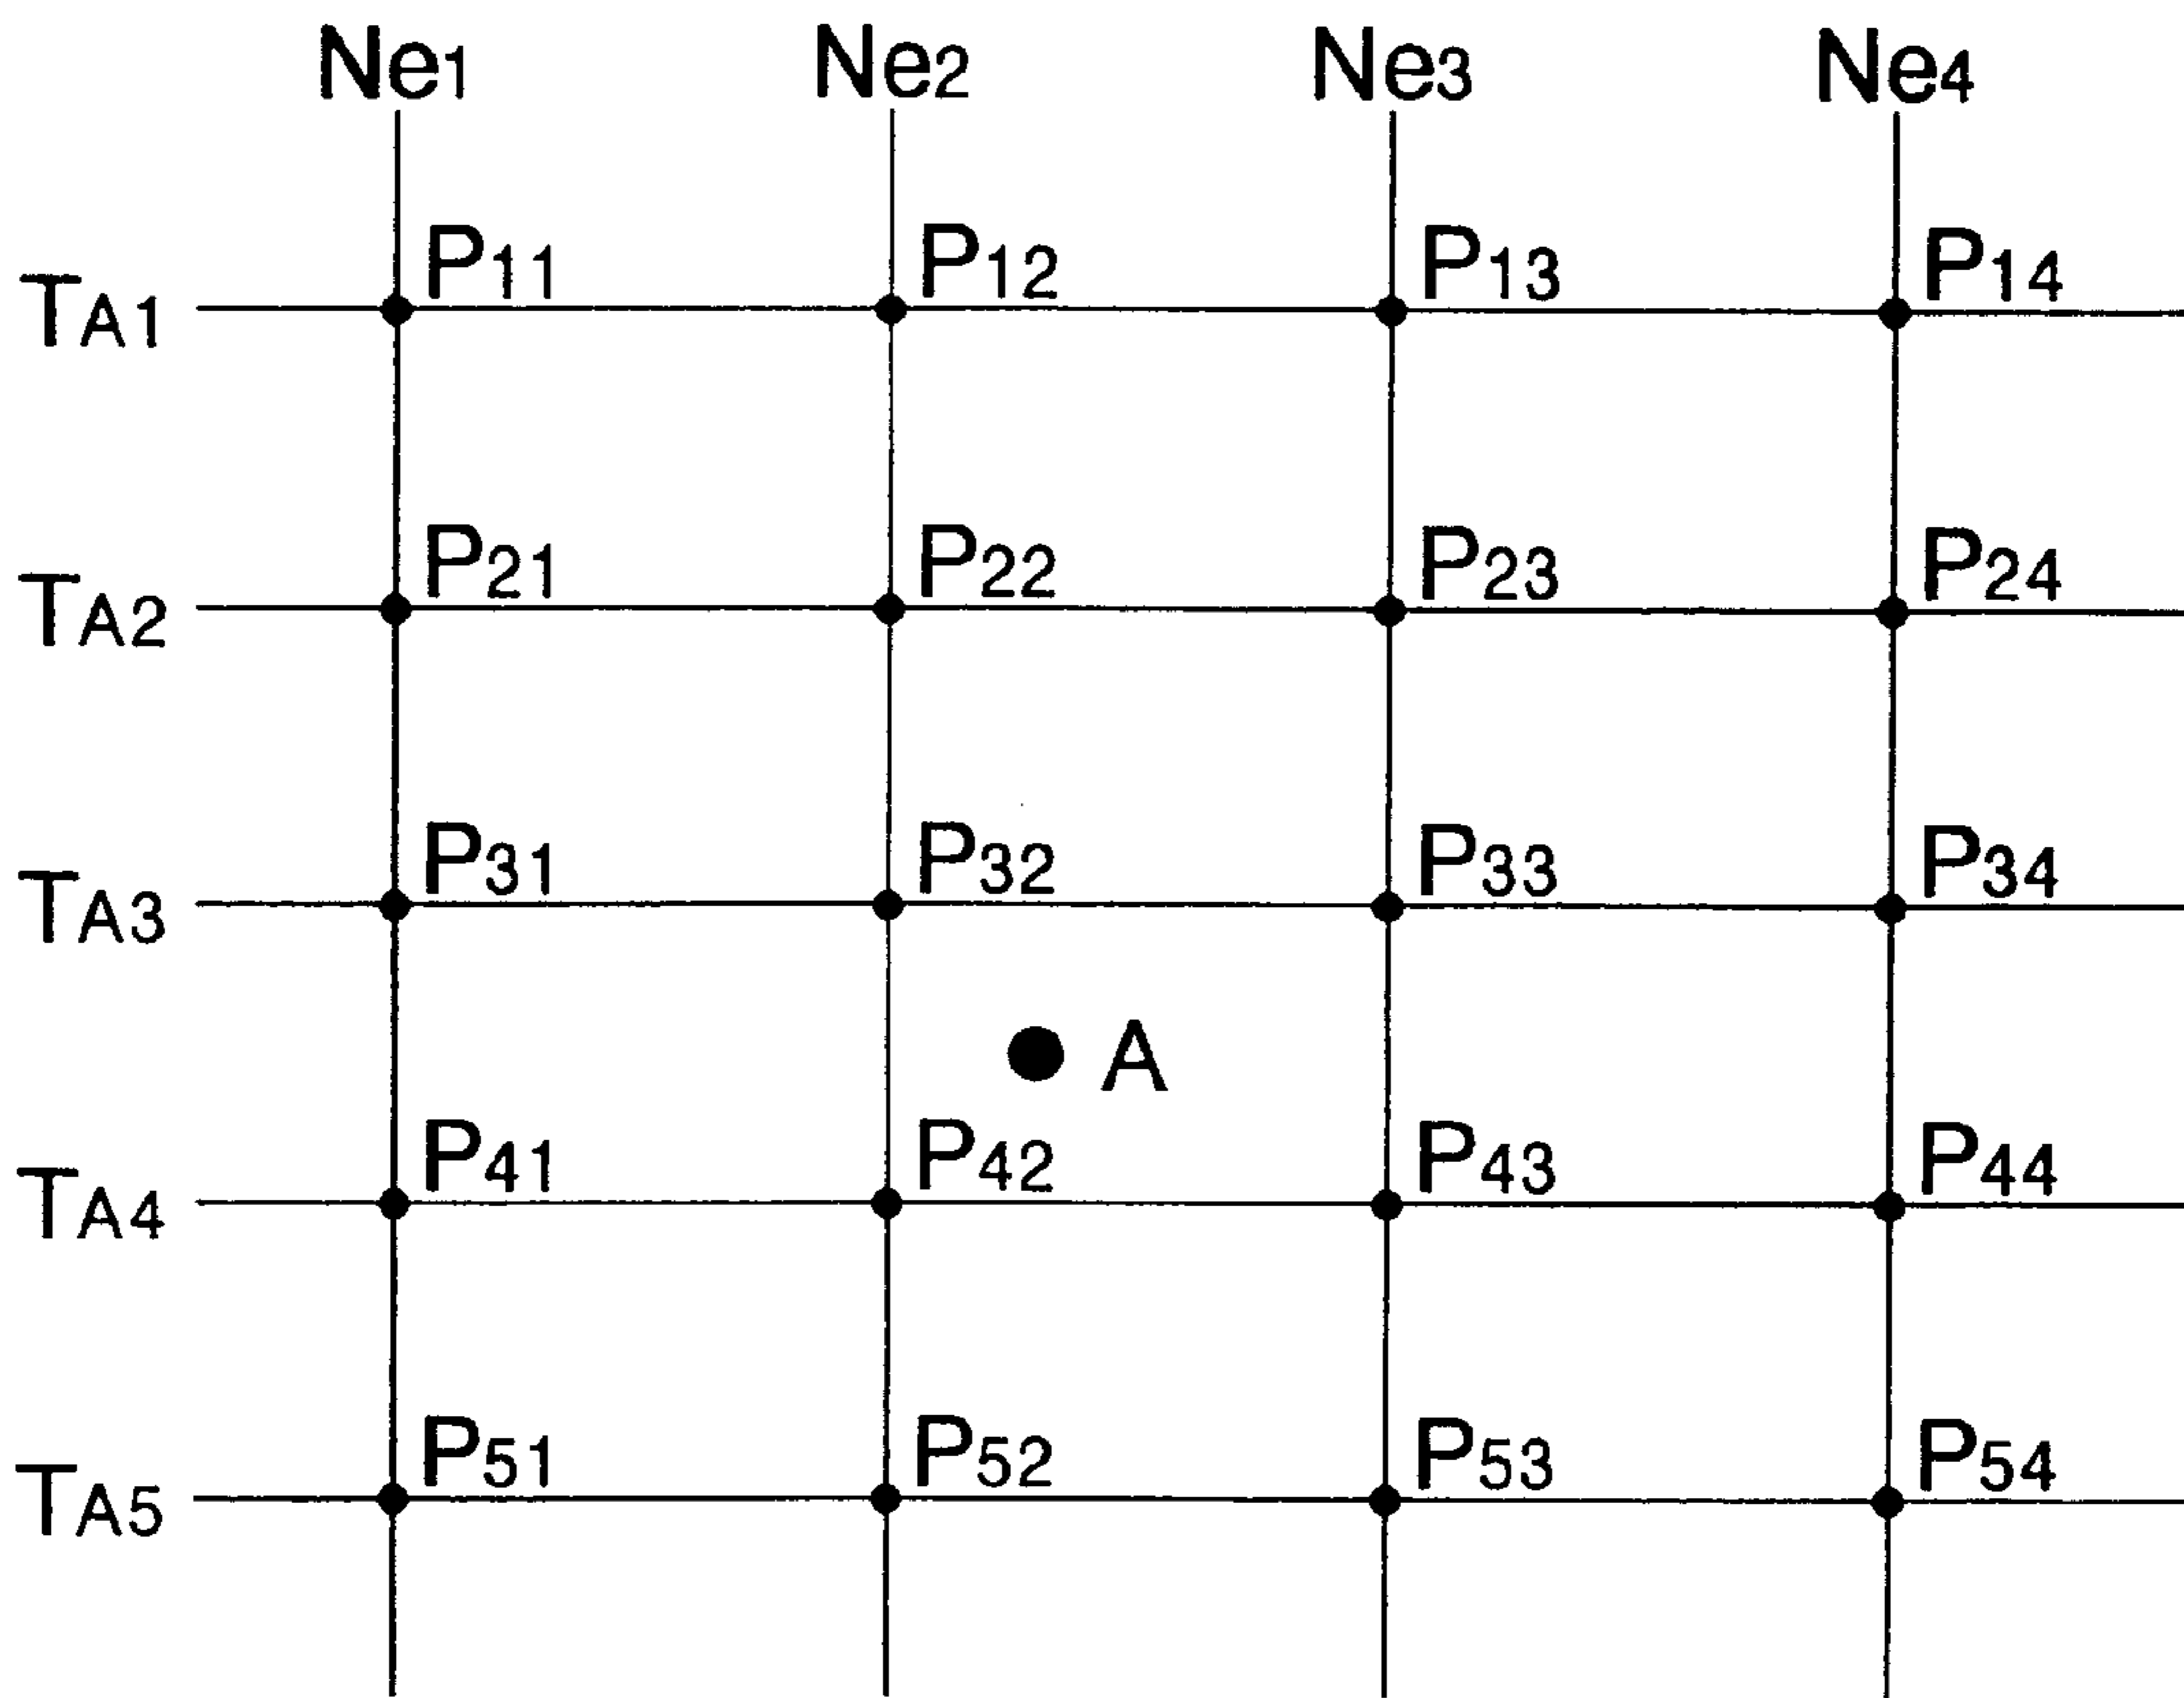 Ne1 Ne2 Ne3 Ne4
P11 P12 P13 P14
TA1
P21 P22 P23 P24
TA2
P31 P32 P33 P34
TA3
A
P41 P42 P43 P44
TA4
P51 P52 P53 P54
TA5